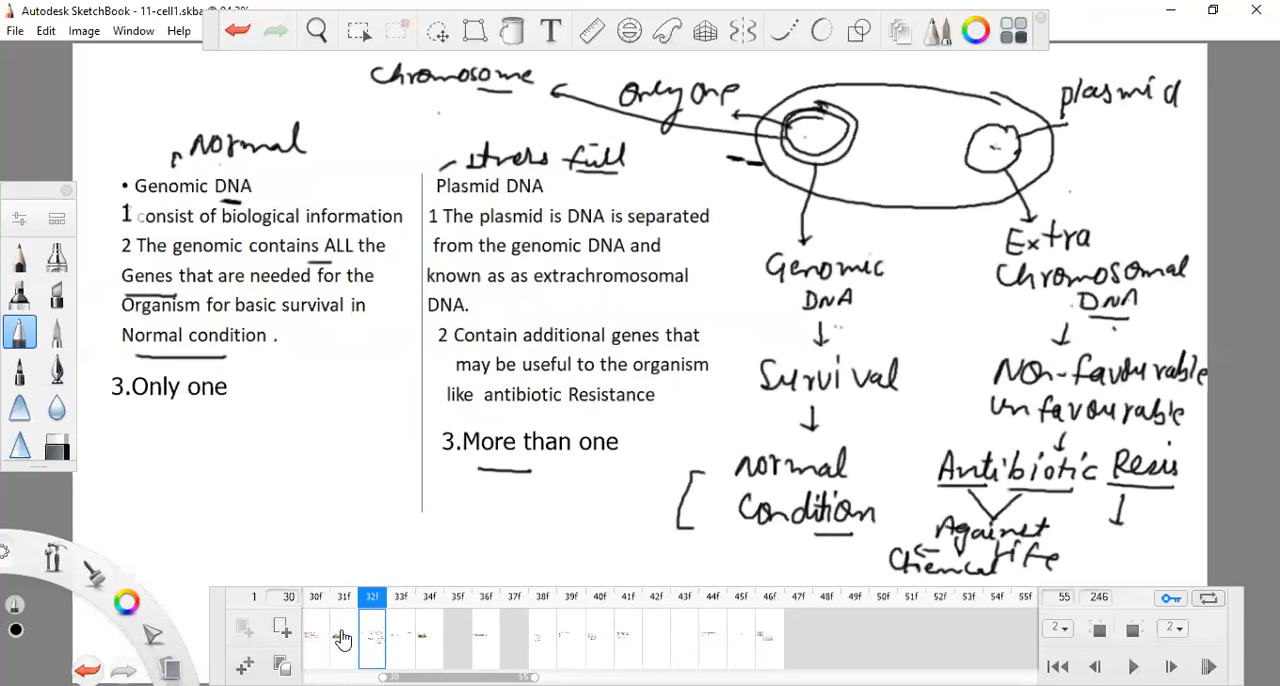 Autodesk SketchBook - 11-cell1.skba
File Edit Image Window Help
chromosome
only one
plasmid
normal
stress full
• Genomic DNA
1 consist of biological information
2 The genomic contains ALL the
Genes that are needed for the
Organism for basic survival in
Normal condition .
3.Only one
Plasmid DNA
1 The plasmid is DNA is separated
from the genomic DNA and
known as as extrachromosomal
DNA.
2 Contain additional genes that
may be useful to the organism
like antibiotic Resistance
3.More than one
Genomic
DNA
Survival
normal
Condition
Extra
Chromosomal
DNA
Non-favourable
Unfavourable
Antibiotic Resis
Against
life
Chemical
1 30 30f 31f 32f 33f 34f 35f 36f 37f 38f 39f 40f 41f 42f 43f 44f 45f 46f 47f 48f 49f 50f 51f 52f 53f 54f 55f 55 246
2 2
30 55